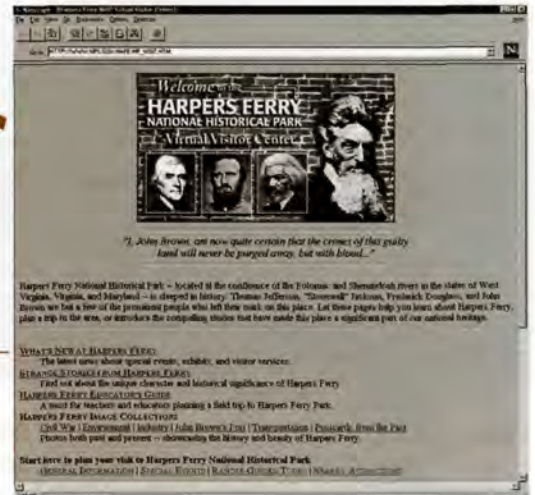 Netscape
Welcome to the
HARPERS FERRY
NATIONAL HISTORICAL PARK
Virtual Visitor Center
"I, John Brown, am now quite certain that the crimes of this guilty
land will never be purged away, but with blood..."
Harpers Ferry National Historical Park -- located at the confluence of the Potomac and Shenandoah rivers in the states of West
Virginia, Virginia, and Maryland -- is steeped in history. Thomas Jefferson, "Stonewall" Jackson, Frederick Douglass, and John
Brown are but a few of the prominent people who left their mark on this place. Let these pages help you learn about Harpers Ferry,
plan a trip to the area, or introduce the compelling stories that have made this place a significant part of our national heritage.
WHAT'S NEW AT HARPERS FERRY
The latest news about special events, exhibits, and visitor services.
STRANGE STORIES FROM HARPERS FERRY
Find out about the unique character and historical significance of Harpers Ferry
HARPERS FERRY EDUCATOR'S GUIDE
A must for teachers and educators planning a field trip to Harpers Ferry Park.
HARPERS FERRY IMAGE COLLECTIONS
Civil War | Environment | Industry | John Brown's Fort | Transportation | Postcards from the Past
Photos both past and present -- showcasing the history and beauty of Harpers Ferry.
Start here to plan your visit to Harpers Ferry National Historical Park
GENERAL INFORMATION | SPECIAL EVENTS | RANGER GUIDED TOURS | NEARBY ATTRACTIONS